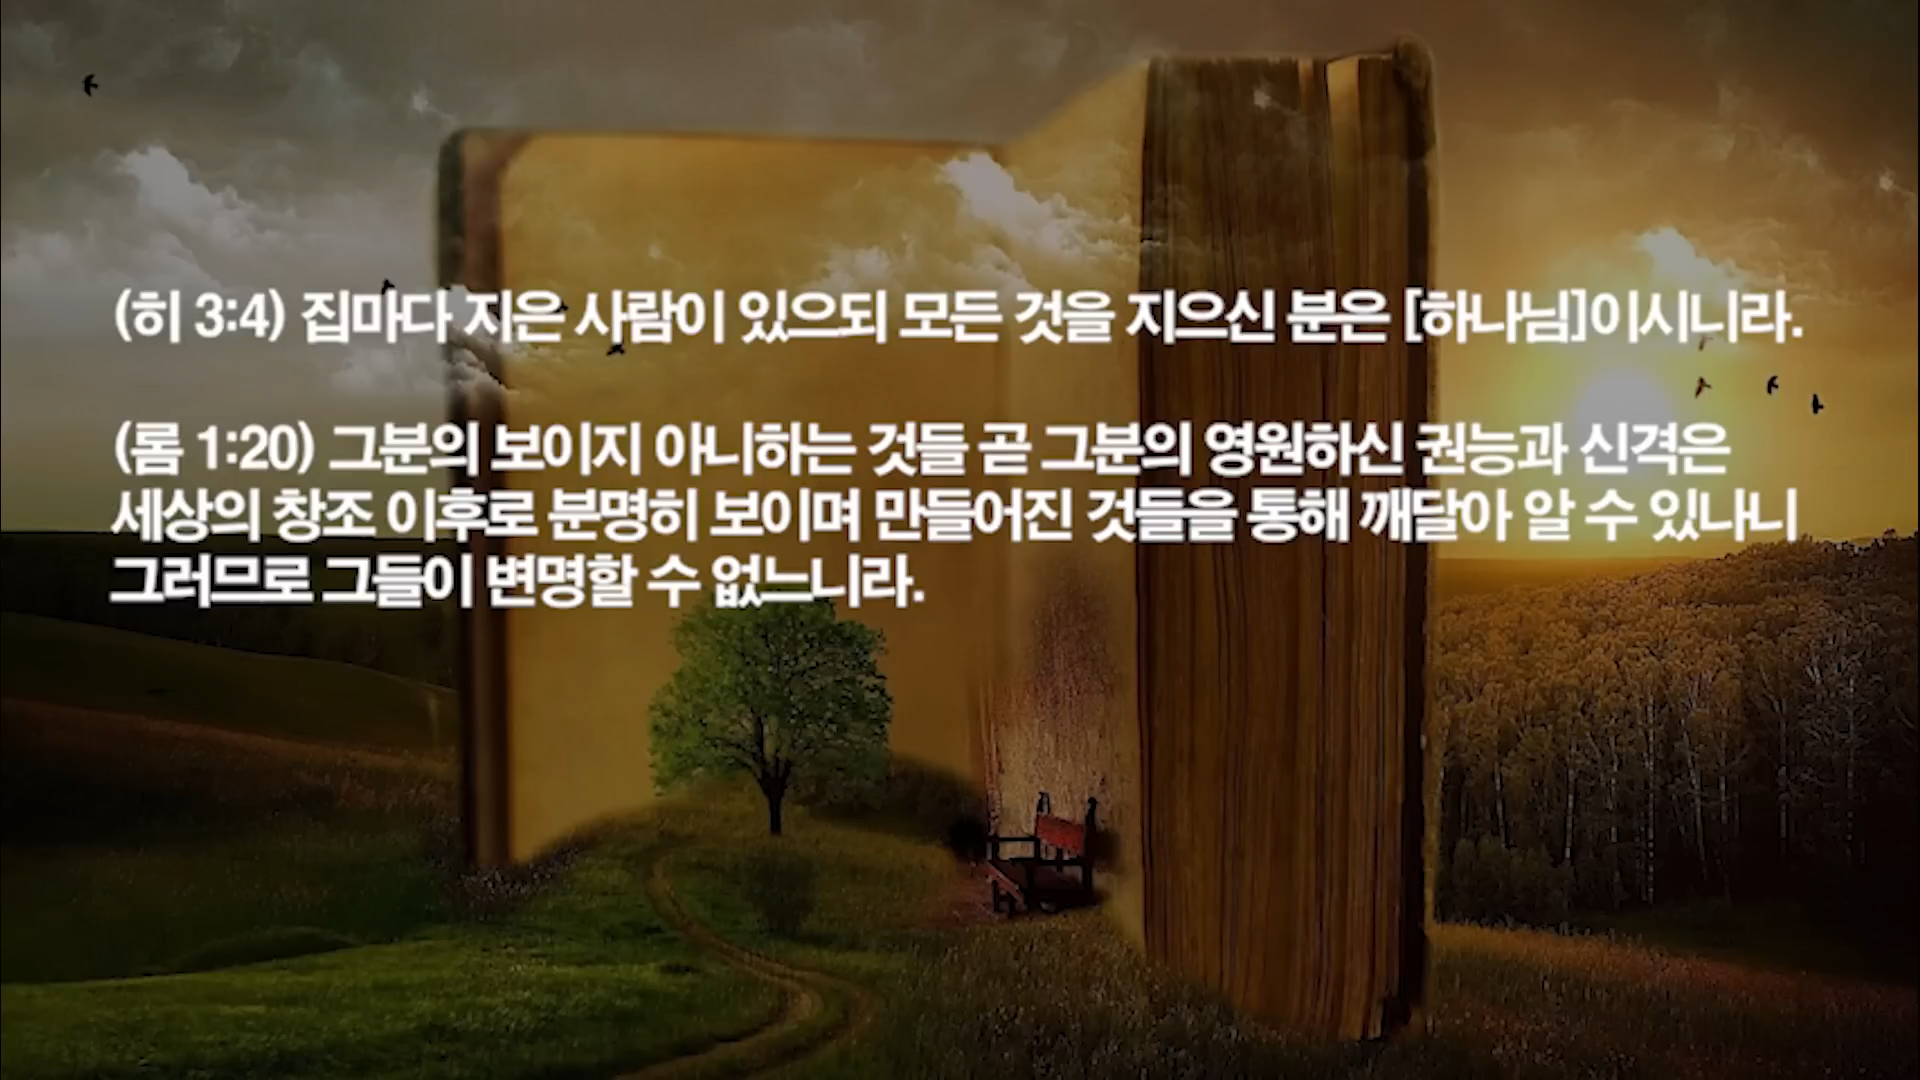 (히 3:4) 집마다 지은 사람이 있으되 모든 것을 지으신 분은 [하나님]이시니라.
(롬 1:20) 그분의 보이지 아니하는 것들 곧 그분의 영원하신 권능과 신격은
세상의 창조 이후로 분명히 보이며 만들어진 것들을 통해 깨달아 알 수 있나니
그러므로 그들이 변명할 수 없느니라.